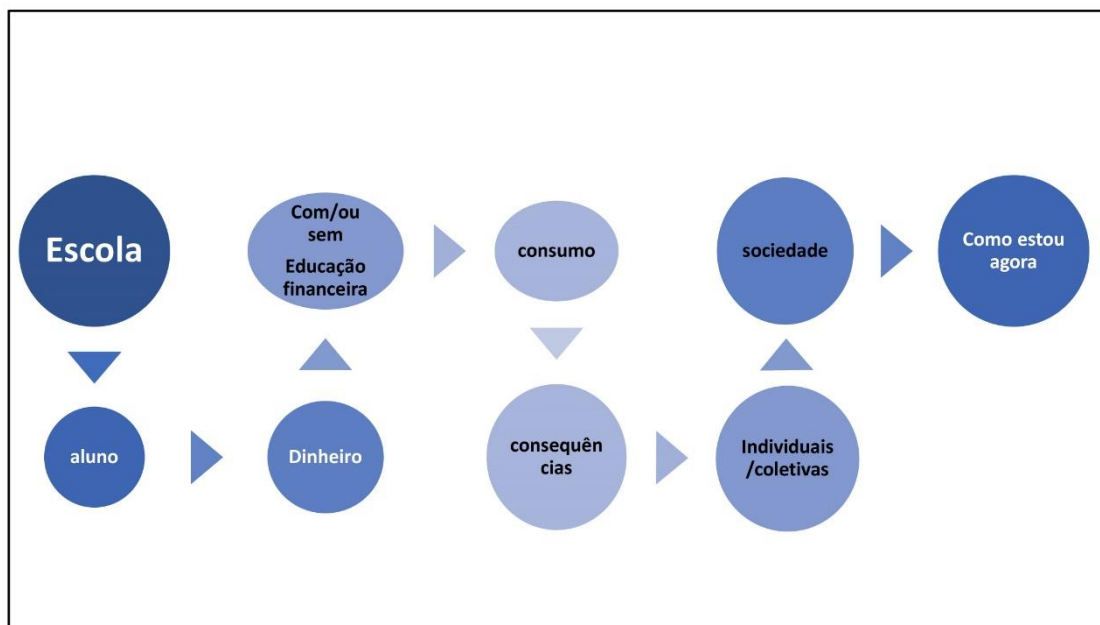 Escola
aluno
Dinheiro
Com/ou
sem
Educação
financeira
consumo
consequên
cias
Individuais
/coletivas
sociedade
Como estou
agora